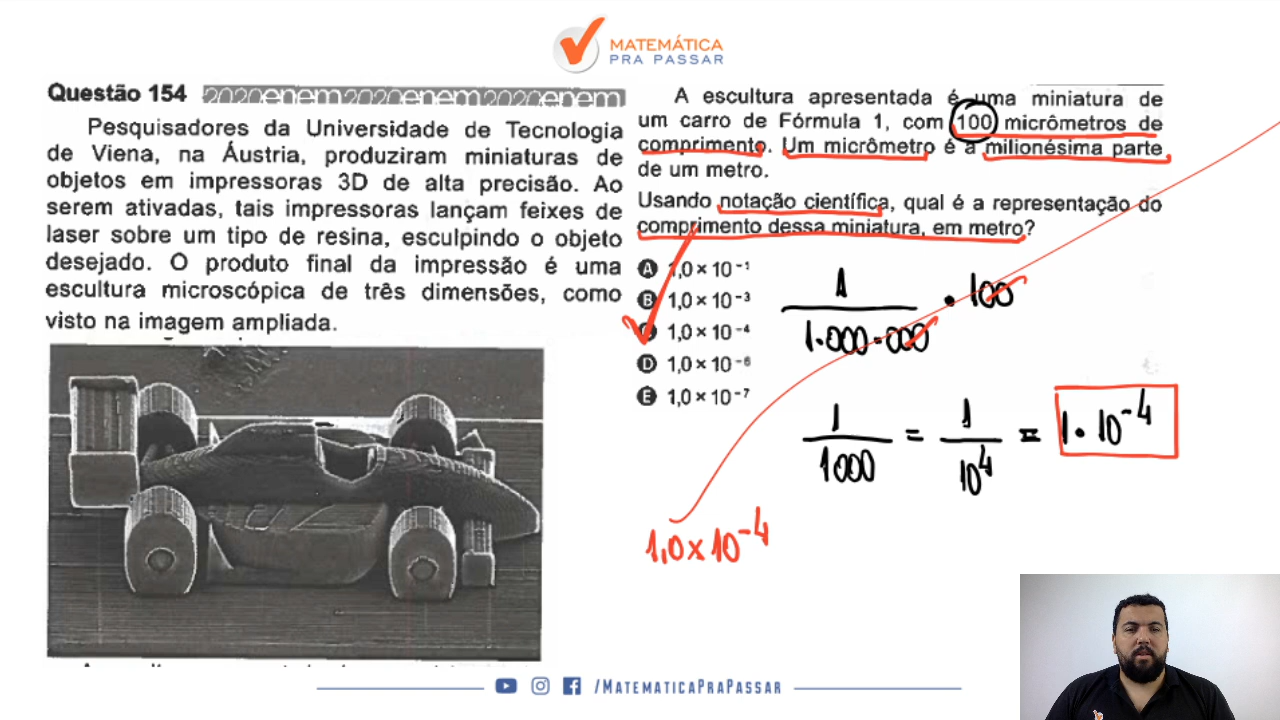 MATEMÁTICA
PRA PASSAR
Questão 154 2020enem2020enem2020enem
Pesquisadores da Universidade de Tecnologia
de Viena, na Áustria, produziram miniaturas de
objetos em impressoras 3D de alta precisão. Ao
serem ativadas, tais impressoras lançam feixes de
laser sobre um tipo de resina, esculpindo o objeto
desejado. O produto final da impressão é uma
escultura microscópica de três dimensões, como
visto na imagem ampliada.
A escultura apresentada é uma miniatura de
um carro de Fórmula 1, com 100 micrômetros de
comprimento. Um micrômetro é a milionésima parte
de um metro.
Usando notação científica, qual é a representação do
comprimento dessa miniatura, em metro?
A 1,0 × 10⁻¹
B 1,0 × 10⁻³
1,0 × 10⁻⁴
D 1,0 × 10⁻⁶
E 1,0 × 10⁻⁷
1/1.000.000 · 100
1/1000 = 1/10⁴ = 1·10⁻⁴
1,0 × 10⁻⁴
/MATEMATICAPRAPASSAR